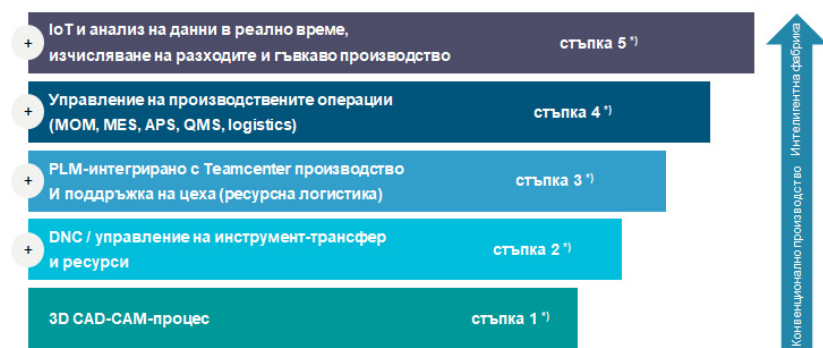 +
IoT и анализ на данни в реално време,
изчисляване на разходите и гъвкаво производство
стъпка 5 *)
+
Управление на производствените операции
(MOM, MES, APS, QMS, logistics)
стъпка 4 *)
+
PLM-интегрирано с Teamcenter производство
И поддръжка на цеха (ресурсна логистика)
стъпка 3 *)
+
DNC / управление на инструмент-трансфер
и ресурси
стъпка 2 *)
3D CAD-CAM-процес
стъпка 1 *)
Конвенционално производство Интелигентна фабрика